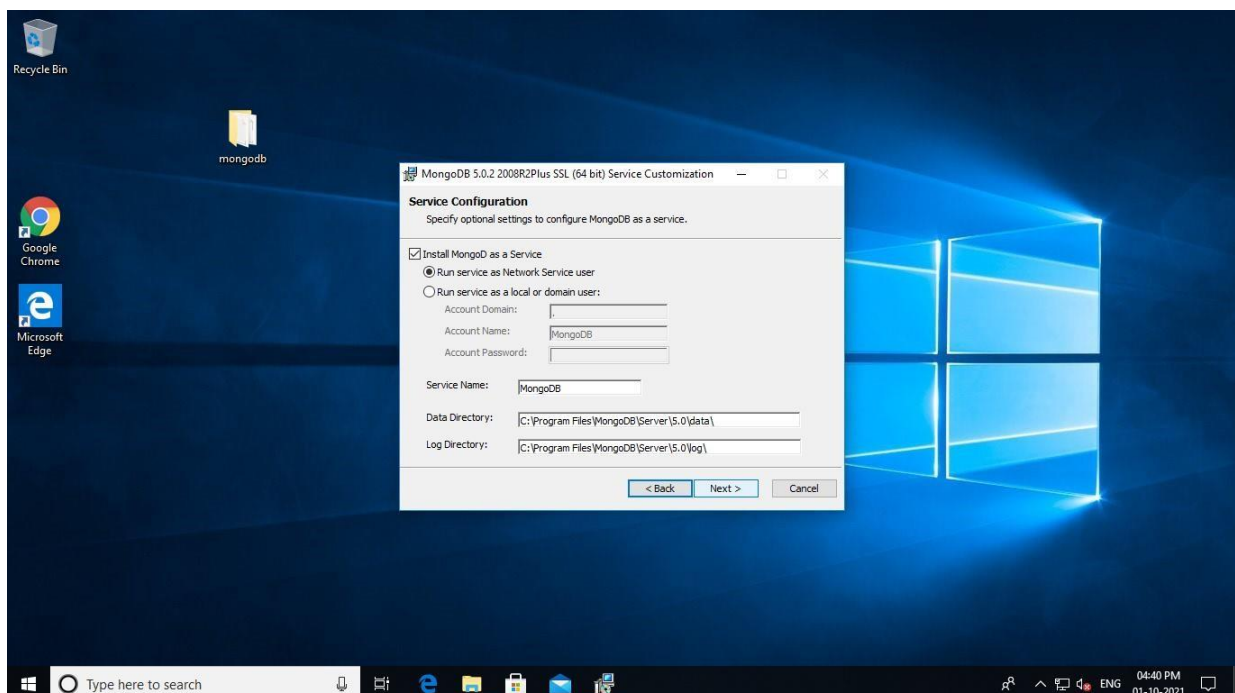 Recycle Bin
mongodb
Google
Chrome
Microsoft
Edge
MongoDB 5.0.2 2008R2Plus SSL (64 bit) Service Customization
Service Configuration
Specify optional settings to configure MongoDB as a service.
Install MongoD as a Service
Run service as Network Service user
Run service as a local or domain user:
Account Domain: .
Account Name: MongoDB
Account Password:
Service Name: MongoDB
Data Directory: C:\Program Files\MongoDB\Server\5.0\data\
Log Directory: C:\Program Files\MongoDB\Server\5.0\log\
< Back Next > Cancel
Type here to search
ENG
04:40 PM
01-10-2021